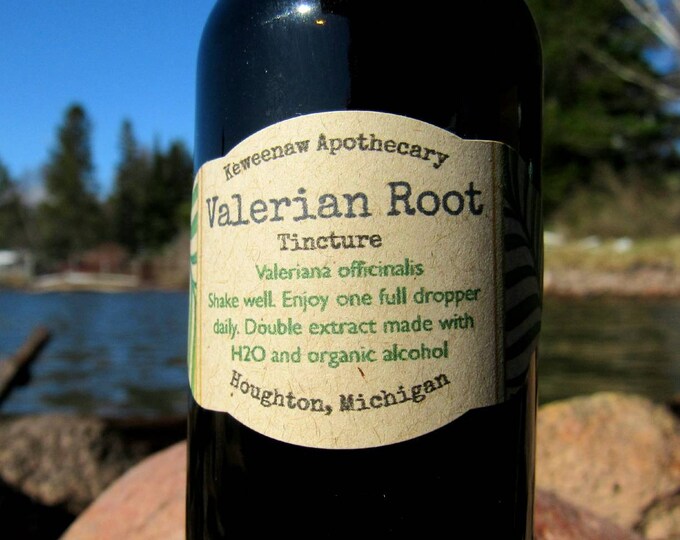 Keweenaw Apothecary
Valerian Root
Tincture
Valeriana officinalis
Shake well. Enjoy one full dropper
daily. Double extract made with
H2O and organic alcohol
Houghton, Michigan